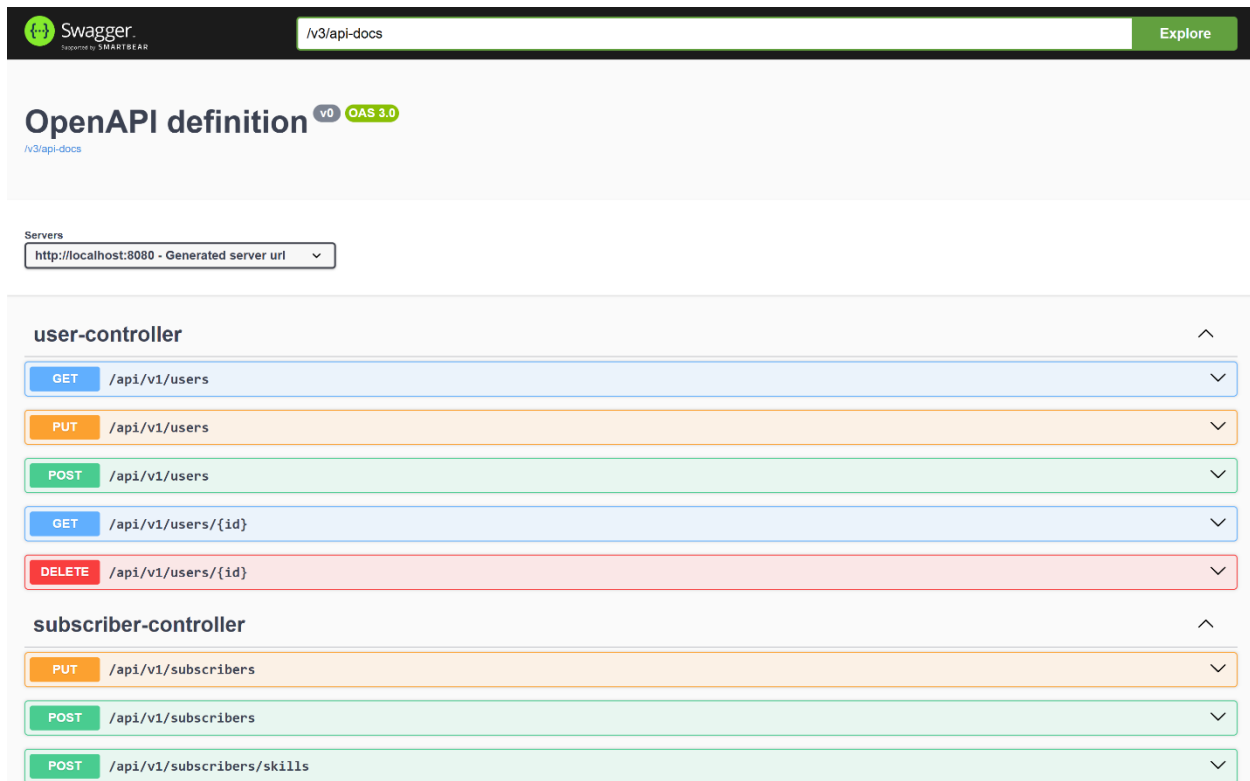 Swagger.
Supported by SMARTBEAR
/v3/api-docs
Explore
OpenAPI definition v0 OAS 3.0
/v3/api-docs
Servers
http://localhost:8080 - Generated server url
user-controller
GET /api/v1/users
PUT /api/v1/users
POST /api/v1/users
GET /api/v1/users/{id}
DELETE /api/v1/users/{id}
subscriber-controller
PUT /api/v1/subscribers
POST /api/v1/subscribers
POST /api/v1/subscribers/skills